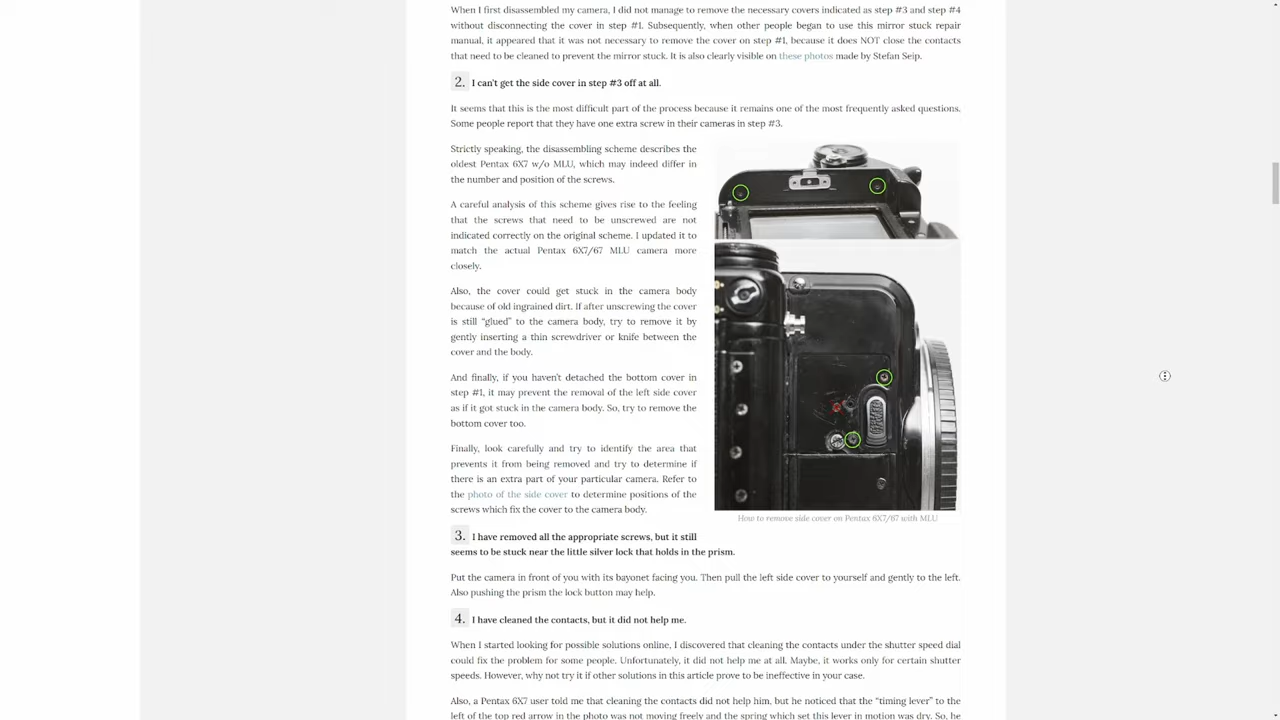 When I first disassembled my camera, I did not manage to remove the necessary covers indicated as step #3 and step #4
without disconnecting the cover in step #1. Subsequently, when other people began to use this mirror stuck repair
manual, it appeared that it was not necessary to remove the cover on step #1, because it does NOT close the contacts
that need to be cleaned to prevent the mirror stuck. It is also clearly visible on these photos made by Stefan Seip.
2. I can't get the side cover in step #3 off at all.
It seems that this is the most difficult part of the process because it remains one of the most frequently asked questions.
Some people report that they have one extra screw in their cameras in step #3.
Strictly speaking, the disassembling scheme describes the
oldest Pentax 6X7 w/o MLU, which may indeed differ in
the number and position of the screws.
A careful analysis of this scheme gives rise to the feeling
that the screws that need to be unscrewed are not
indicated correctly on the original scheme. I updated it to
match the actual Pentax 6X7/67 MLU camera more
closely.
Also, the cover could get stuck in the camera body
because of old ingrained dirt. If after unscrewing the cover
is still “glued” to the camera body, try to remove it by
gently inserting a thin screwdriver or knife between the
cover and the body.
And finally, if you haven't detached the bottom cover in
step #1, it may prevent the removal of the left side cover
as if it got stuck in the camera body. So, try to remove the
bottom cover too.
Finally, look carefully and try to identify the area that
prevents it from being removed and try to determine if
there is an extra part of your particular camera. Refer to
the photo of the side cover to determine positions of the
screws which fix the cover to the camera body.
How to remove side cover on Pentax 6X7/67 with MLU
3. I have removed all the appropriate screws, but it still
seems to be stuck near the little silver lock that holds in the prism.
Put the camera in front of you with its bayonet facing you. Then pull the left side cover to yourself and gently to the left.
Also pushing the prism the lock button may help.
4. I have cleaned the contacts, but it did not help me.
When I started looking for possible solutions online, I discovered that cleaning the contacts under the shutter speed dial
could fix the problem for some people. Unfortunately, it did not help me at all. Maybe, it works only for certain shutter
speeds. However, why not try it if other solutions in this article prove to be ineffective in your case.
Also, a Pentax 6X7 user told me that cleaning the contacts did not help him, but he noticed that the “timing lever” to the
left of the top red arrow in the photo was not moving freely and the spring which set this lever in motion was dry. So, he